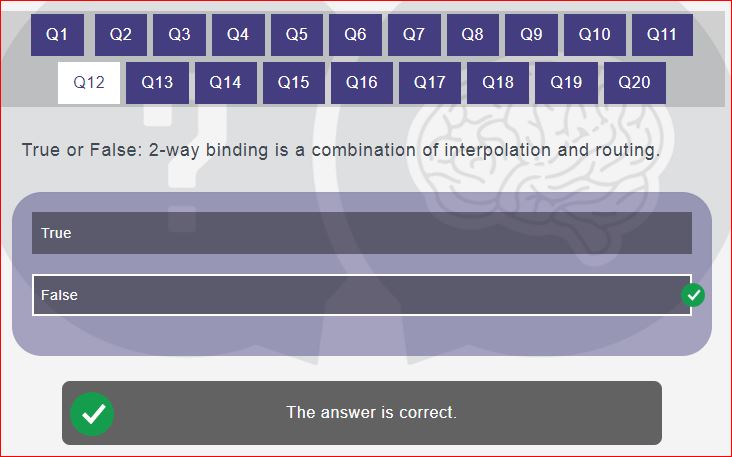 Q1 Q2 Q3 Q4 Q5 Q6 Q7 Q8 Q9 Q10 Q11
Q12 Q13 Q14 Q15 Q16 Q17 Q18 Q19 Q20
True or False: 2-way binding is a combination of interpolation and routing.
True
False
The answer is correct.